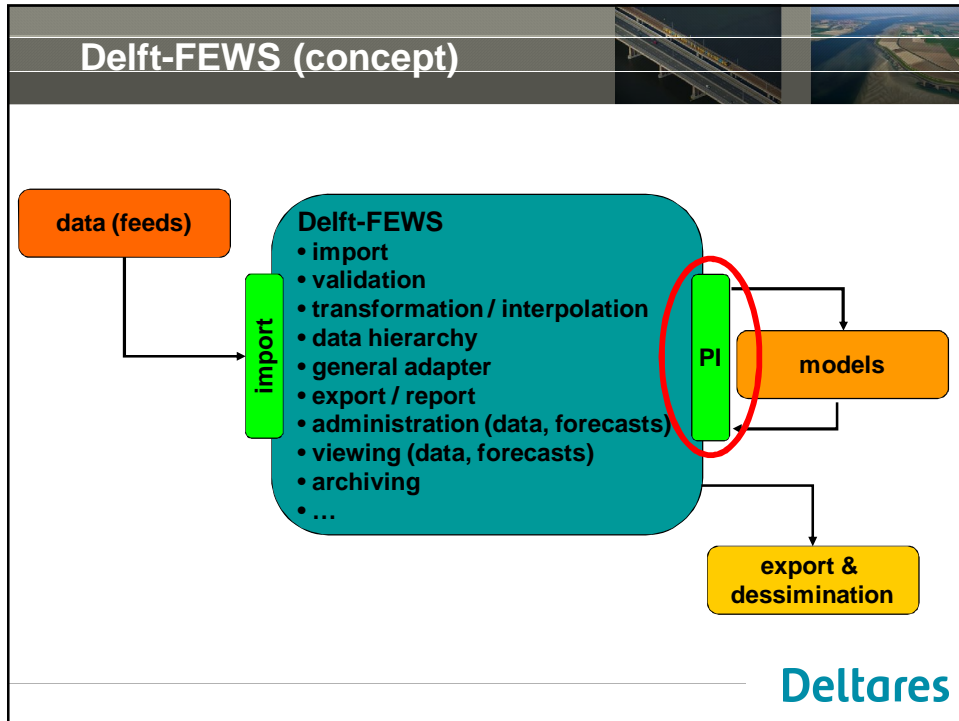 Delft-FEWS (concept)
data (feeds)
import
Delft-FEWS
• import
• validation
• transformation / interpolation
• data hierarchy
• general adapter
• export / report
• administration (data, forecasts)
• viewing (data, forecasts)
• archiving
• …
PI
models
export &
dessimination
Deltares